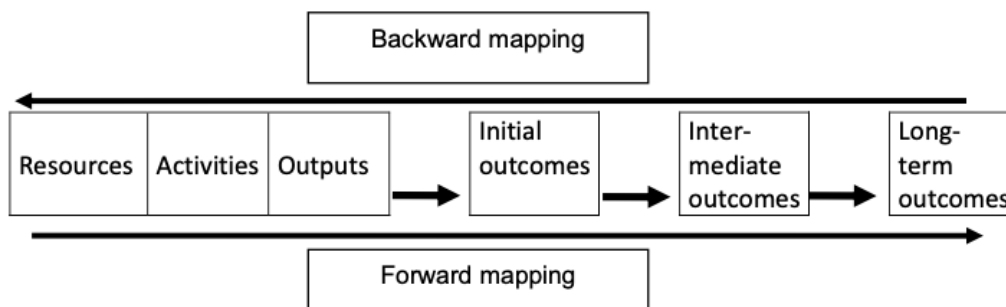 Backward mapping
Resources
Activities
Outputs
Initial
outcomes
Inter-
mediate
outcomes
Long-
term
outcomes
Forward mapping